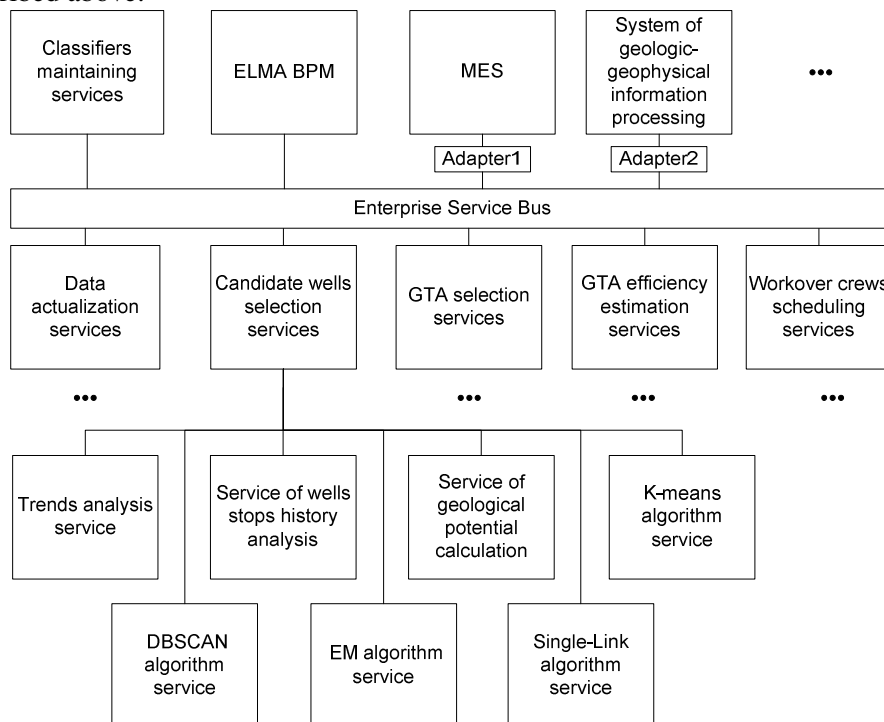 ribed above.
Classifiers
maintaining
services
ELMA BPM
MES
System of
geologic-
geophysical
information
processing
•••
Adapter1
Adapter2
Enterprise Service Bus
Data
actualization
services
Candidate wells
selection
services
GTA selection
services
GTA efficiency
estimation
services
Workover crews
scheduling
services
•••
•••
•••
•••
Trends analysis
service
Service of wells
stops history
analysis
Service of
geological
potential
calculation
K-means
algorithm
service
DBSCAN
algorithm
service
EM algorithm
service
Single-Link
algorithm
service